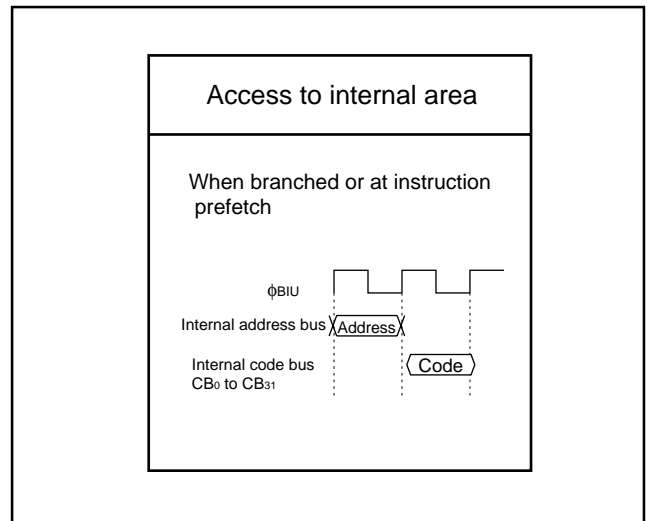 Access to internal area
When branched or at instruction
prefetch
ϕBIU
Internal address bus Address
Internal code bus Code
CB0 to CB31